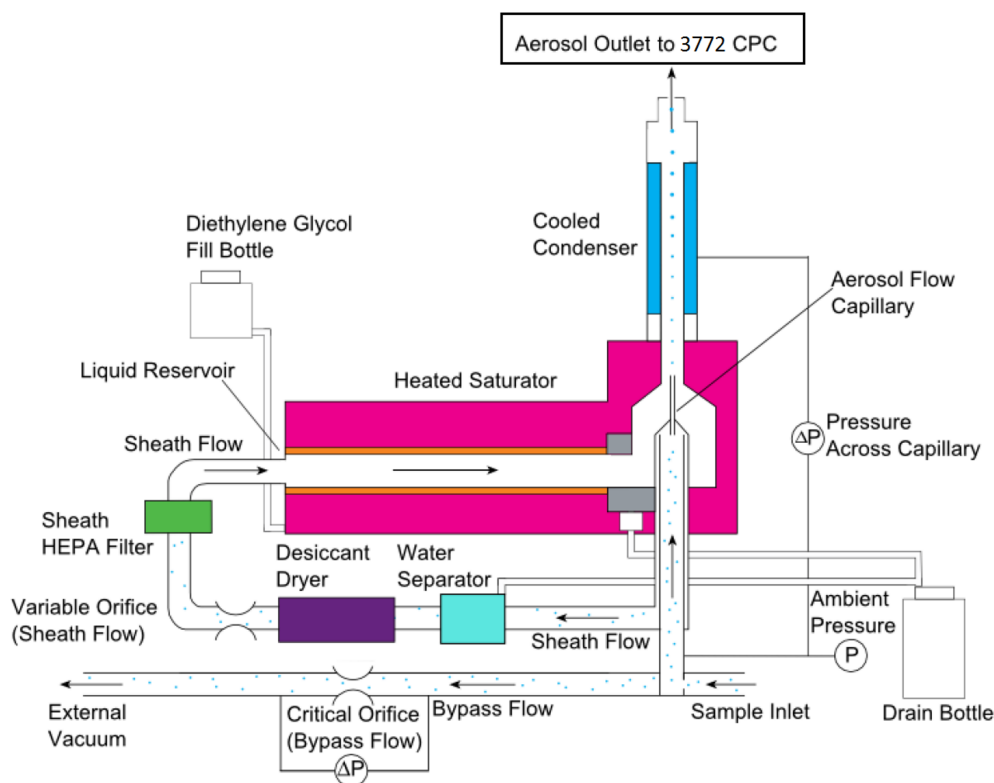 Aerosol Outlet to 3772 CPC
Diethylene Glycol
Fill Bottle
Cooled
Condenser
Aerosol Flow
Capillary
Liquid Reservoir
Heated Saturator
Sheath Flow
ΔP
Pressure
Across Capillary
Sheath
HEPA Filter
Desiccant
Dryer
Water
Separator
Variable Orifice
(Sheath Flow)
Sheath Flow
Ambient
Pressure
P
External
Vacuum
Critical Orifice
(Bypass Flow)
Bypass Flow
Sample Inlet
Drain Bottle
ΔP